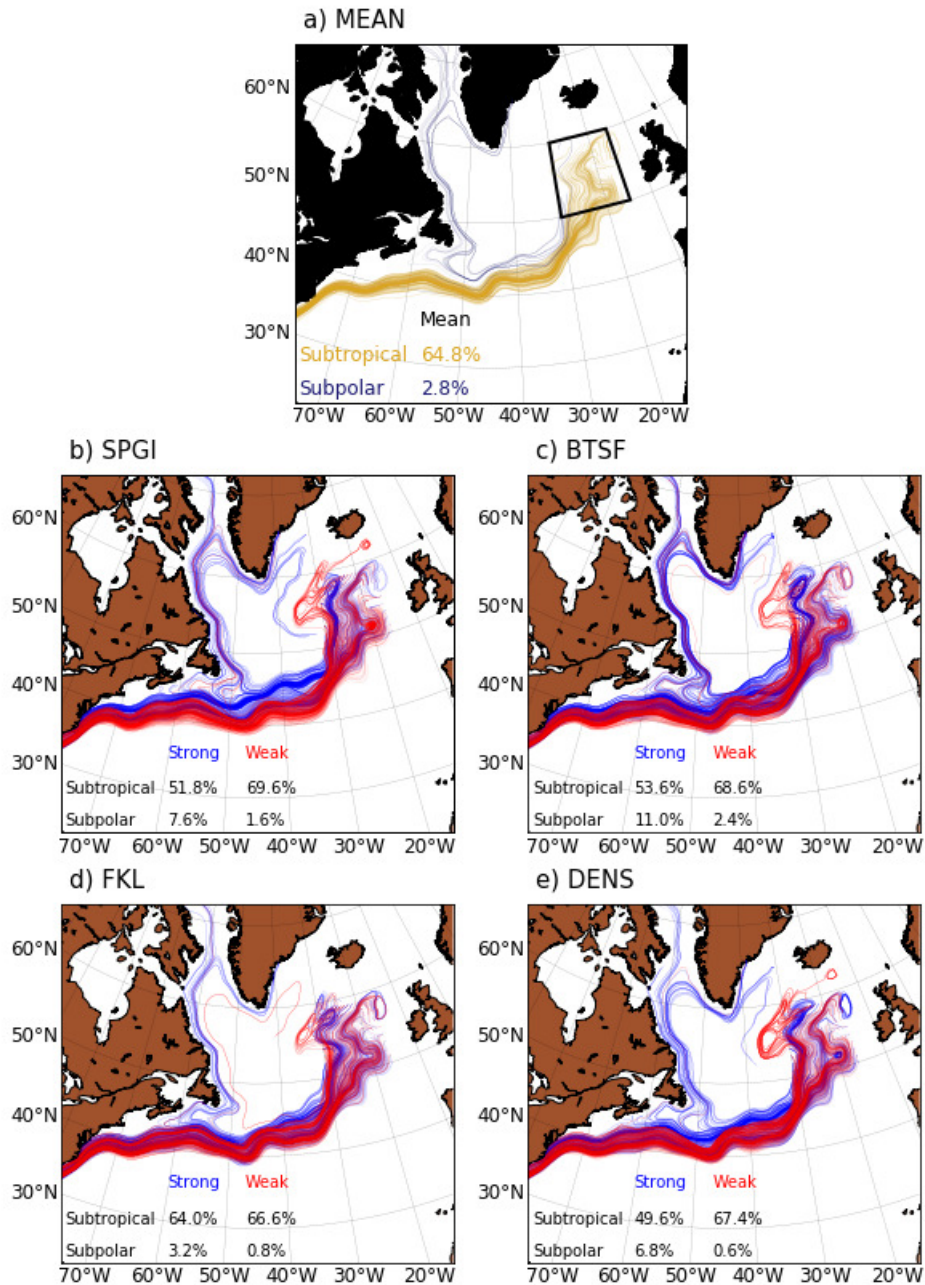 a) MEAN
60°N
50°N
40°N
30°N
Mean
Subtropical 64.8%
Subpolar 2.8%
70°W 60°W 50°W 40°W 30°W 20°W
b) SPGI
60°N
50°N
40°N
30°N
Strong Weak
Subtropical 51.8% 69.6%
Subpolar 7.6% 1.6%
70°W 60°W 50°W 40°W 30°W 20°W
c) BTSF
60°N
50°N
40°N
30°N
Strong Weak
Subtropical 53.6% 68.6%
Subpolar 11.0% 2.4%
70°W 60°W 50°W 40°W 30°W 20°W
d) FKL
60°N
50°N
40°N
30°N
Strong Weak
Subtropical 64.0% 66.6%
Subpolar 3.2% 0.8%
70°W 60°W 50°W 40°W 30°W 20°W
e) DENS
60°N
50°N
40°N
30°N
Strong Weak
Subtropical 49.6% 67.4%
Subpolar 6.8% 0.6%
70°W 60°W 50°W 40°W 30°W 20°W